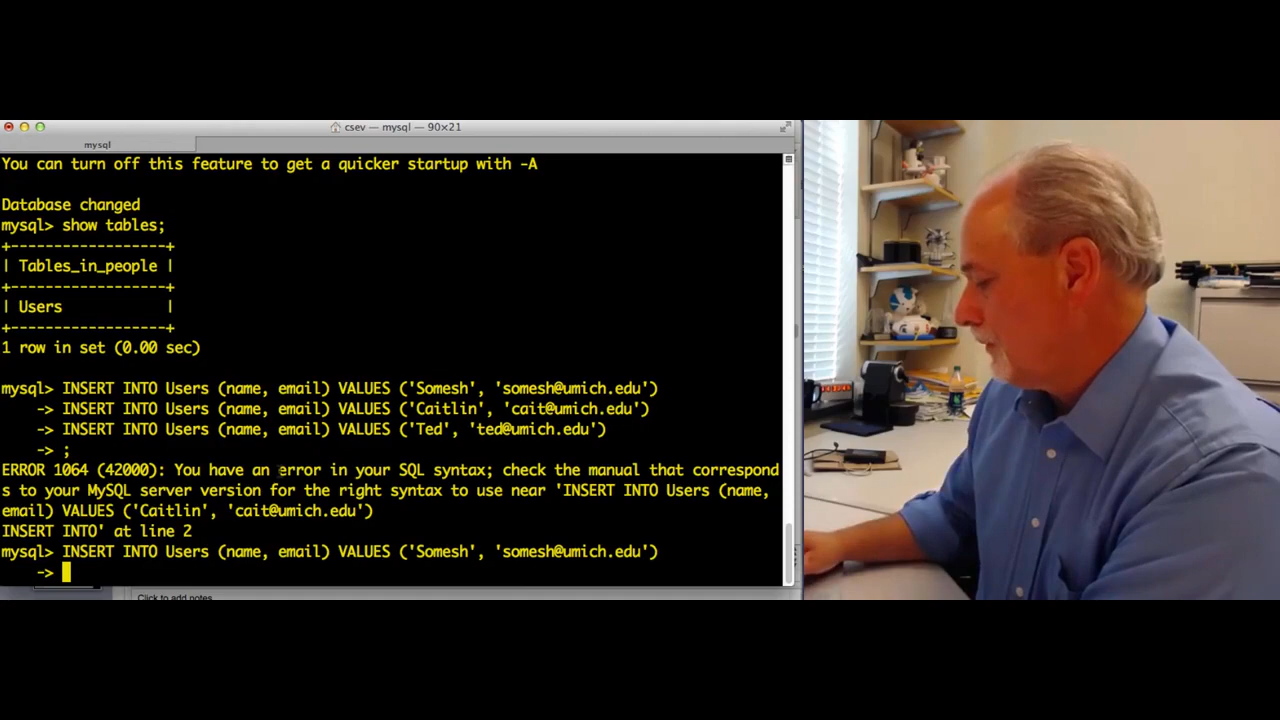 csev — mysql — 90×21
mysql
You can turn off this feature to get a quicker startup with -A
Database changed
mysql> show tables;
+------------------+
| Tables_in_people |
+------------------+
| Users            |
+------------------+
1 row in set (0.00 sec)
mysql> INSERT INTO Users (name, email) VALUES ('Somesh', 'somesh@umich.edu')
    -> INSERT INTO Users (name, email) VALUES ('Caitlin', 'cait@umich.edu')
    -> INSERT INTO Users (name, email) VALUES ('Ted', 'ted@umich.edu')
    -> ;
ERROR 1064 (42000): You have an error in your SQL syntax; check the manual that correspond
s to your MySQL server version for the right syntax to use near 'INSERT INTO Users (name,
email) VALUES ('Caitlin', 'cait@umich.edu')
INSERT INTO' at line 2
mysql> INSERT INTO Users (name, email) VALUES ('Somesh', 'somesh@umich.edu')
    ->
Click to add notes